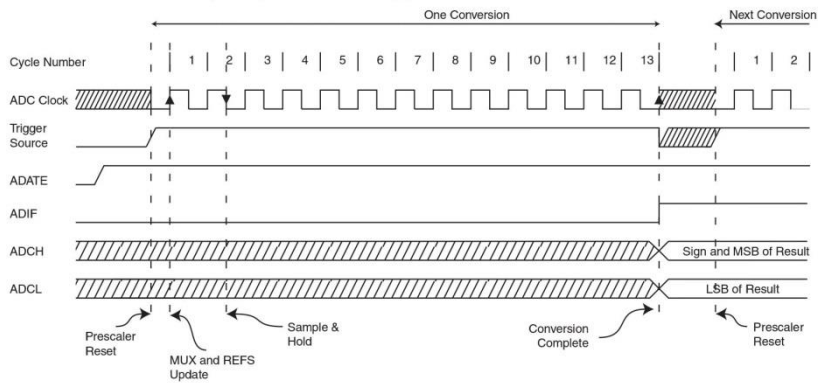 One Conversion
Next Conversion
Cycle Number 1 2 3 4 5 6 7 8 9 10 11 12 13 1 2
ADC Clock
Trigger
Source
ADATE
ADIF
ADCH
Sign and MSB of Result
ADCL
LSB of Result
Prescaler
Reset
MUX and REFS
Update
Sample &
Hold
Conversion
Complete
Prescaler
Reset